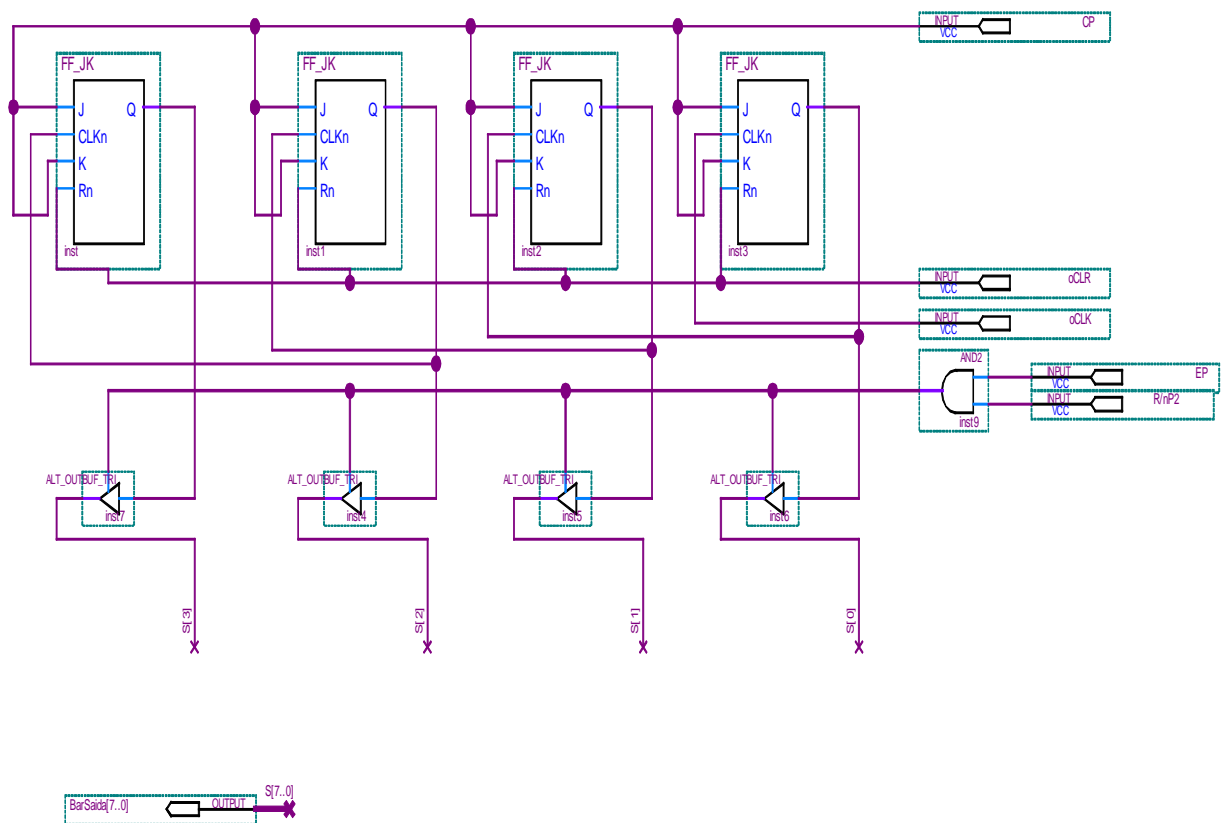 INPUT
VCC
CP
FF_JK
J
Q
CLKn
K
Rn
inst
FF_JK
J
Q
CLKn
K
Rn
inst1
FF_JK
J
Q
CLKn
K
Rn
inst2
FF_JK
J
Q
CLKn
K
Rn
inst3
INPUT
VCC
oCLR
INPUT
VCC
oCLK
AND2
inst9
INPUT
VCC
EP
INPUT
VCC
R/nP2
ALT_OUTBUF_TRI
inst7
ALT_OUTBUF_TRI
inst4
ALT_OUTBUF_TRI
inst5
ALT_OUTBUF_TRI
inst6
S[3]
S[2]
S[1]
S[0]
BarSaida[7..0]
OUTPUT
S[7..0]